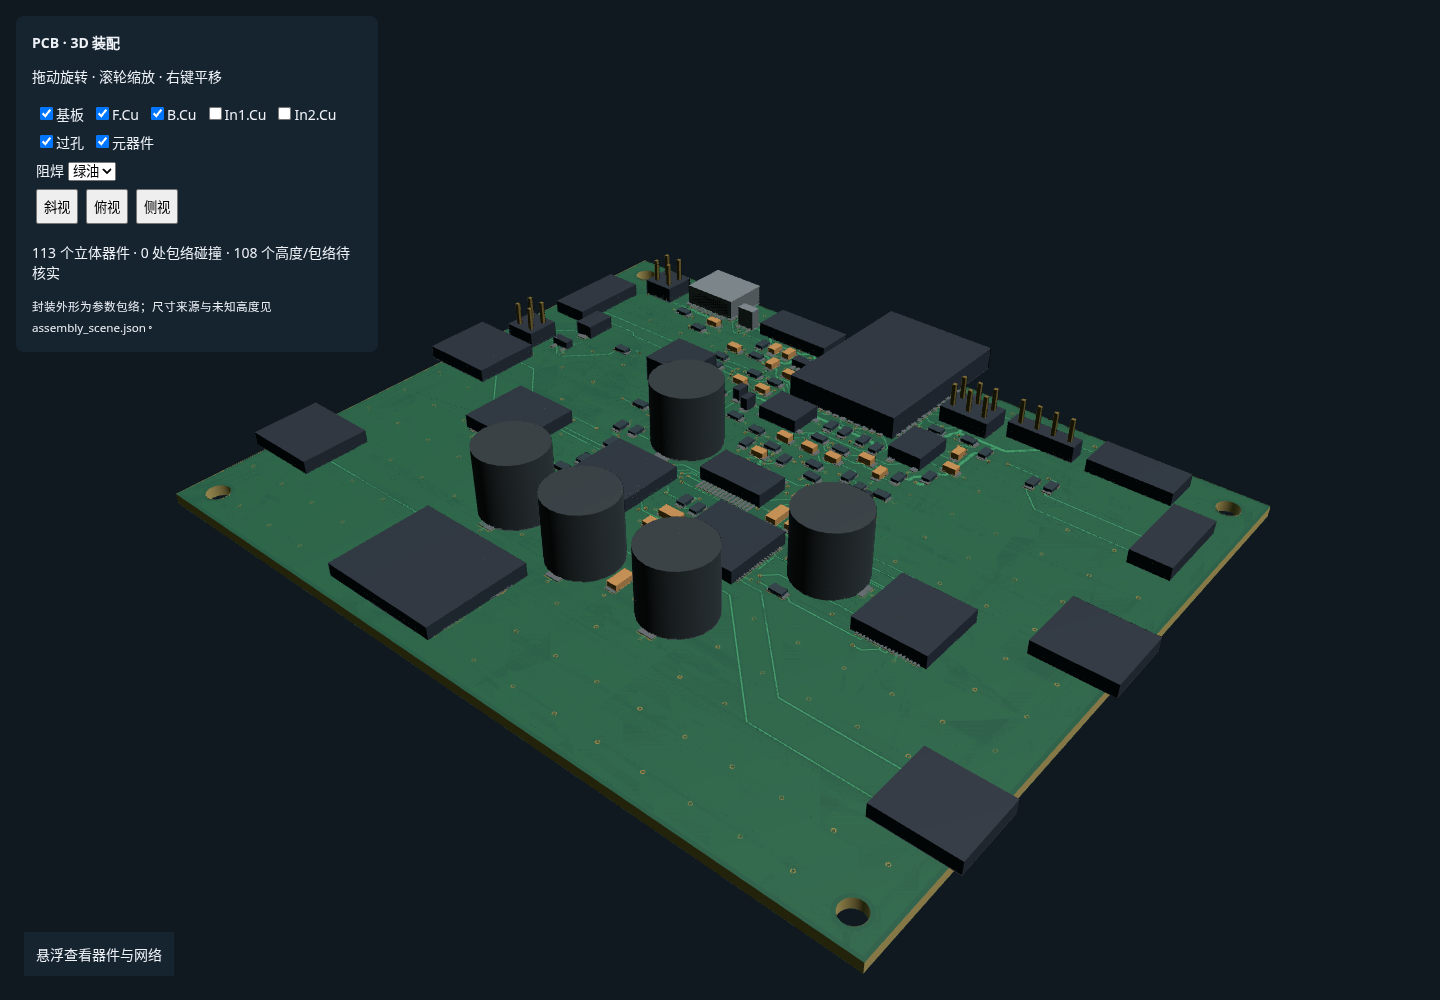 PCB · 3D 装配
拖动旋转 · 滚轮缩放 · 右键平移
基板 F.Cu B.Cu In1.Cu In2.Cu
过孔 元器件
阻焊 绿油
斜视 俯视 侧视
113 个立体器件 · 0 处包络碰撞 · 108 个高度/包络待
核实
封装外形为参数包络；尺寸来源与未知高度见
assembly_scene.json。
悬浮查看器件与网络